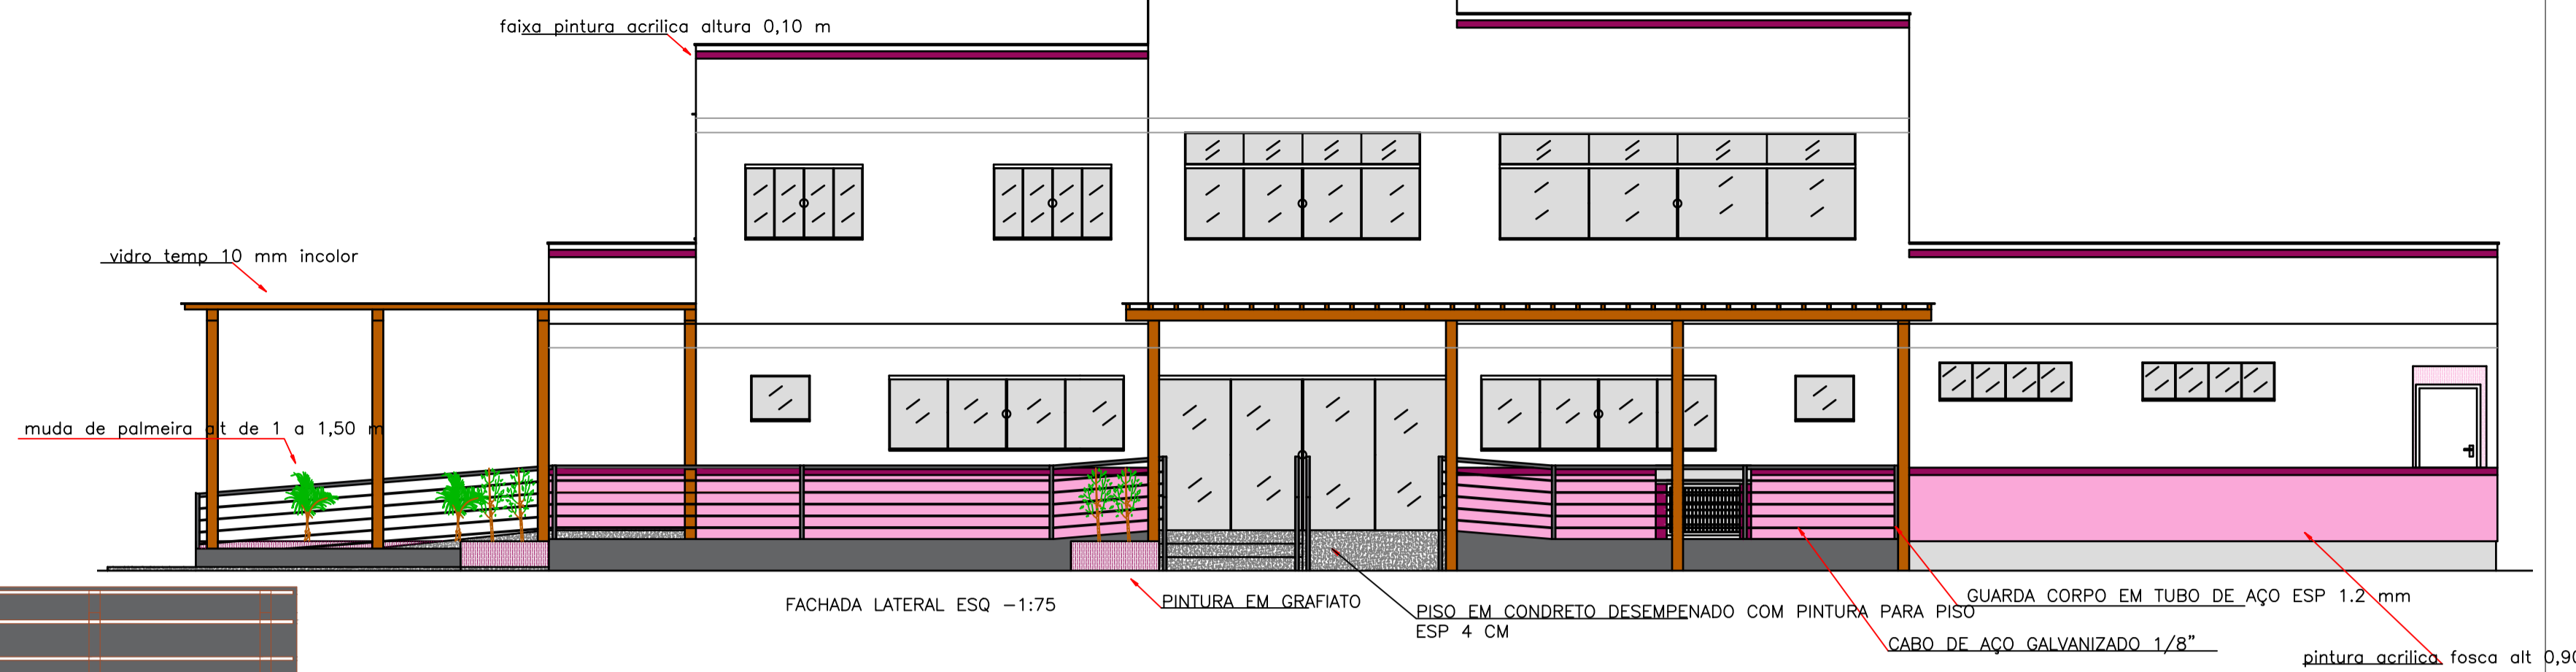 faixa pintura acrilica altura 0,10 m
vidro temp 10 mm incolor
muda de palmeira alt de 1 a 1,50 m
FACHADA LATERAL ESQ -1:75
PINTURA EM GRAFIATO
PISO EM CONDRETO DESEMPENADO COM PINTURA PARA PISO
ESP 4 CM
GUARDA CORPO EM TUBO DE AÇO ESP 1.2 mm
CABO DE AÇO GALVANIZADO 1/8"
pintura acrilica fosca alt 0,90